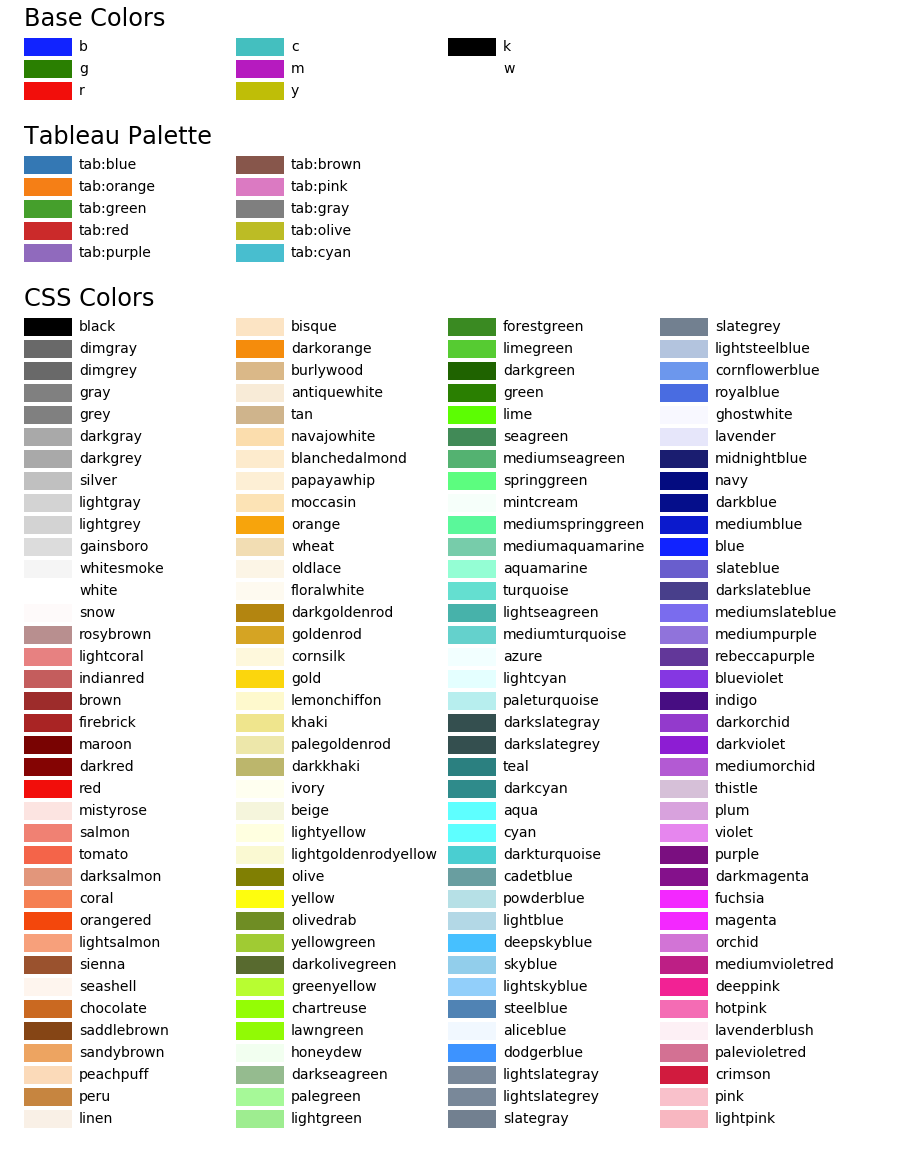 Base Colors
b
g
r
c
m
y
k
w
Tableau Palette
tab:blue
tab:orange
tab:green
tab:red
tab:purple
tab:brown
tab:pink
tab:gray
tab:olive
tab:cyan
CSS Colors
black
dimgray
dimgrey
gray
grey
darkgray
darkgrey
silver
lightgray
lightgrey
gainsboro
whitesmoke
white
snow
rosybrown
lightcoral
indianred
brown
firebrick
maroon
darkred
red
mistyrose
salmon
tomato
darksalmon
coral
orangered
lightsalmon
sienna
seashell
chocolate
saddlebrown
sandybrown
peachpuff
peru
linen
bisque
darkorange
burlywood
antiquewhite
tan
navajowhite
blanchedalmond
papayawhip
moccasin
orange
wheat
oldlace
floralwhite
darkgoldenrod
goldenrod
cornsilk
gold
lemonchiffon
khaki
palegoldenrod
darkkhaki
ivory
beige
lightyellow
lightgoldenrodyellow
olive
yellow
olivedrab
yellowgreen
darkolivegreen
greenyellow
chartreuse
lawngreen
honeydew
darkseagreen
palegreen
lightgreen
forestgreen
limegreen
darkgreen
green
lime
seagreen
mediumseagreen
springgreen
mintcream
mediumspringgreen
mediumaquamarine
aquamarine
turquoise
lightseagreen
mediumturquoise
azure
lightcyan
paleturquoise
darkslategray
darkslategrey
teal
darkcyan
aqua
cyan
darkturquoise
cadetblue
powderblue
lightblue
deepskyblue
skyblue
lightskyblue
steelblue
aliceblue
dodgerblue
lightslategray
lightslategrey
slategray
slategrey
lightsteelblue
cornflowerblue
royalblue
ghostwhite
lavender
midnightblue
navy
darkblue
mediumblue
blue
slateblue
darkslateblue
mediumslateblue
mediumpurple
rebeccapurple
blueviolet
indigo
darkorchid
darkviolet
mediumorchid
thistle
plum
violet
purple
darkmagenta
fuchsia
magenta
orchid
mediumvioletred
deeppink
hotpink
lavenderblush
palevioletred
crimson
pink
lightpink